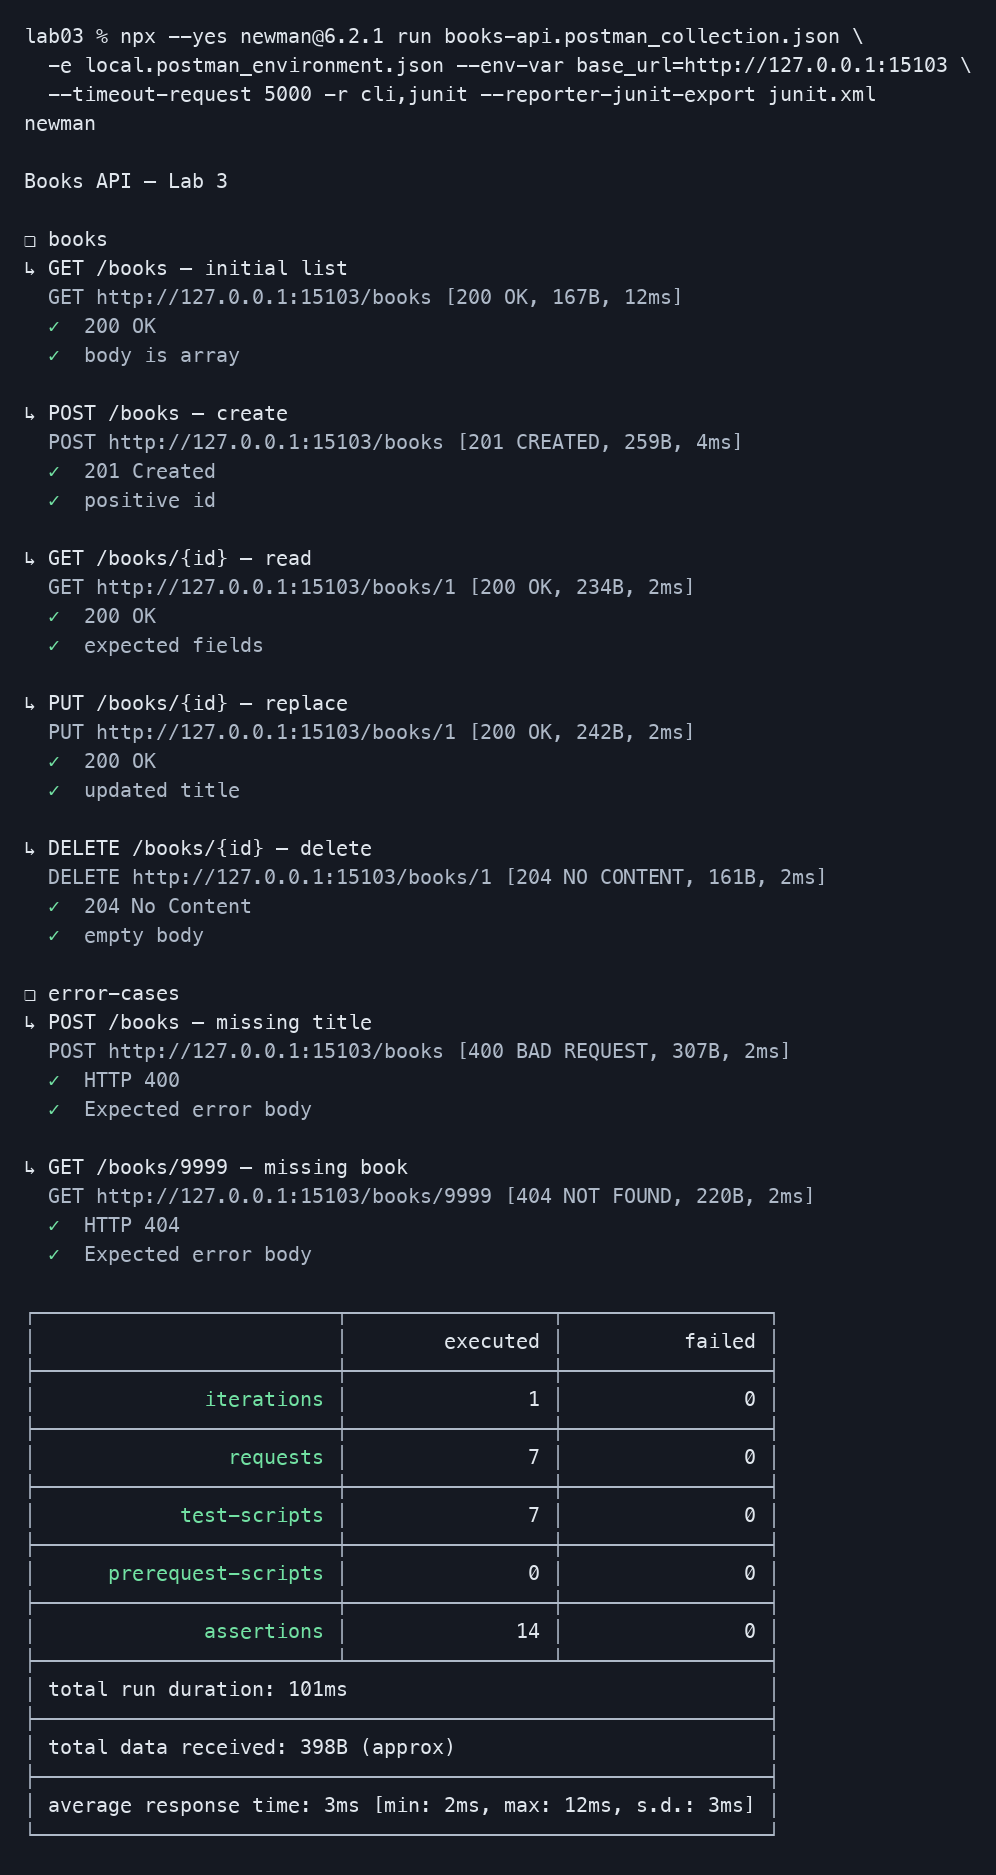 lab03 % npx --yes newman@6.2.1 run books-api.postman_collection.json \
  -e local.postman_environment.json --env-var base_url=http://127.0.0.1:15103 \
  --timeout-request 5000 -r cli,junit --reporter-junit-export junit.xml
newman

Books API — Lab 3

❏ books
↳ GET /books — initial list
  GET http://127.0.0.1:15103/books [200 OK, 167B, 12ms]
  ✓  200 OK
  ✓  body is array

↳ POST /books — create
  POST http://127.0.0.1:15103/books [201 CREATED, 259B, 4ms]
  ✓  201 Created
  ✓  positive id

↳ GET /books/{id} — read
  GET http://127.0.0.1:15103/books/1 [200 OK, 234B, 2ms]
  ✓  200 OK
  ✓  expected fields

↳ PUT /books/{id} — replace
  PUT http://127.0.0.1:15103/books/1 [200 OK, 242B, 2ms]
  ✓  200 OK
  ✓  updated title

↳ DELETE /books/{id} — delete
  DELETE http://127.0.0.1:15103/books/1 [204 NO CONTENT, 161B, 2ms]
  ✓  204 No Content
  ✓  empty body

❏ error-cases
↳ POST /books — missing title
  POST http://127.0.0.1:15103/books [400 BAD REQUEST, 307B, 2ms]
  ✓  HTTP 400
  ✓  Expected error body

↳ GET /books/9999 — missing book
  GET http://127.0.0.1:15103/books/9999 [404 NOT FOUND, 220B, 2ms]
  ✓  HTTP 404
  ✓  Expected error body

executed │ failed
iterations │ 1 │ 0
requests │ 7 │ 0
test-scripts │ 7 │ 0
prerequest-scripts │ 0 │ 0
assertions │ 14 │ 0
total run duration: 101ms
total data received: 398B (approx)
average response time: 3ms [min: 2ms, max: 12ms, s.d.: 3ms]